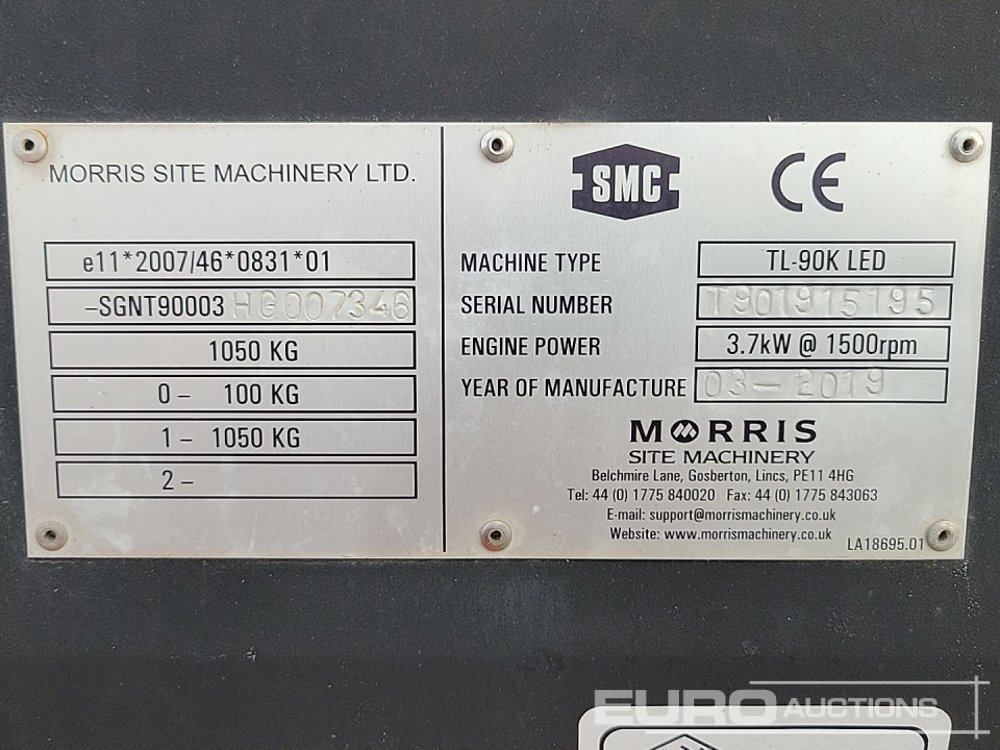 MORRIS SITE MACHINERY LTD.
e11*2007/46*0831*01
–SGNT90003 HG007346
1050 KG
0 – 100 KG
1 – 1050 KG
2 –
SMC
CE
MACHINE TYPE TL-90K LED
SERIAL NUMBER T901915195
ENGINE POWER 3.7kW @ 1500rpm
YEAR OF MANUFACTURE 03–2019
MORRIS
SITE MACHINERY
Belchmire Lane, Gosberton, Lincs, PE11 4HG
Tel: 44 (0) 1775 840020 Fax: 44 (0) 1775 843063
E-mail: support@morrismachinery.co.uk
Website: www.morrismachinery.co.uk
LA18695.01
EURO AUCTIONS